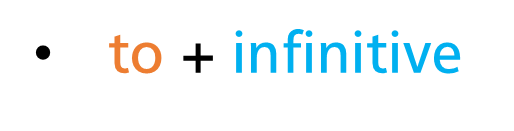 • to + infinitive